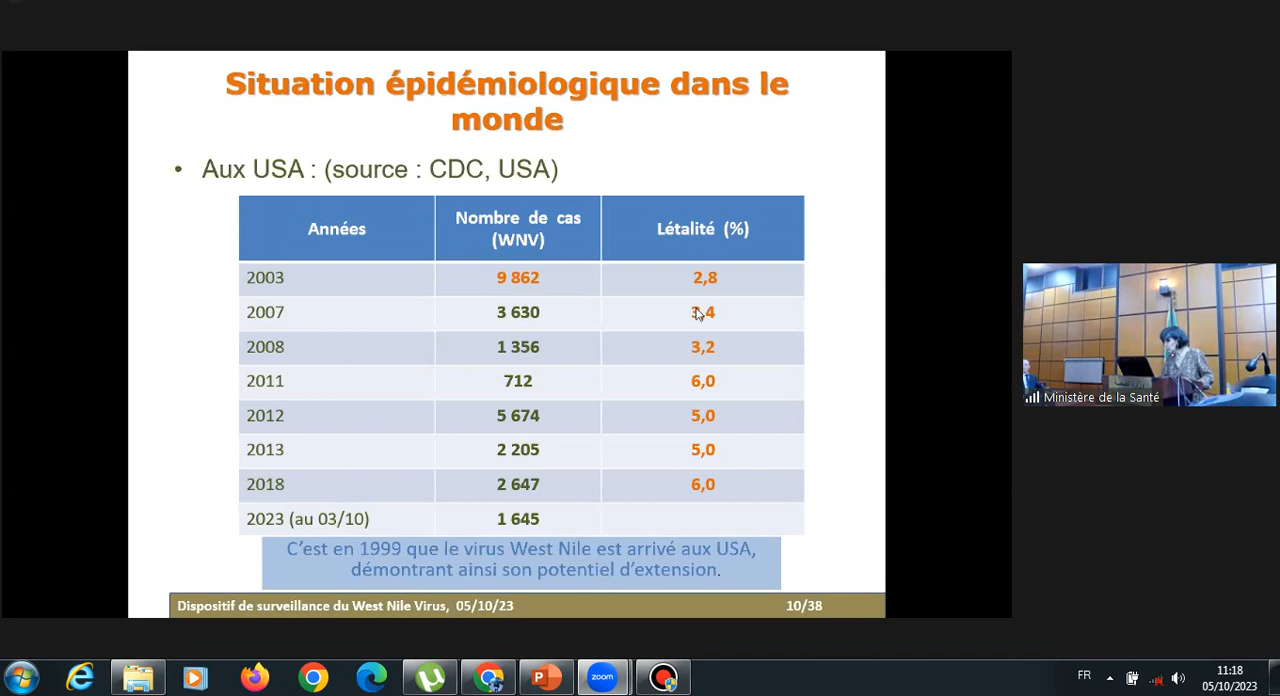 Situation épidémiologique dans le
monde
• Aux USA : (source : CDC, USA)
Années
Nombre de cas
(WNV)
Létalité (%)
2003 9 862 2,8
2007 3 630 3,4
2008 1 356 3,2
2011 712 6,0
2012 5 674 5,0
2013 2 205 5,0
2018 2 647 6,0
2023 (au 03/10) 1 645
C'est en 1999 que le virus West Nile est arrivé aux USA,
démontrant ainsi son potentiel d'extension.
Dispositif de surveillance du West Nile Virus, 05/10/23 10/38
Ministère de la Santé
zoom
FR
11:18
05/10/2023